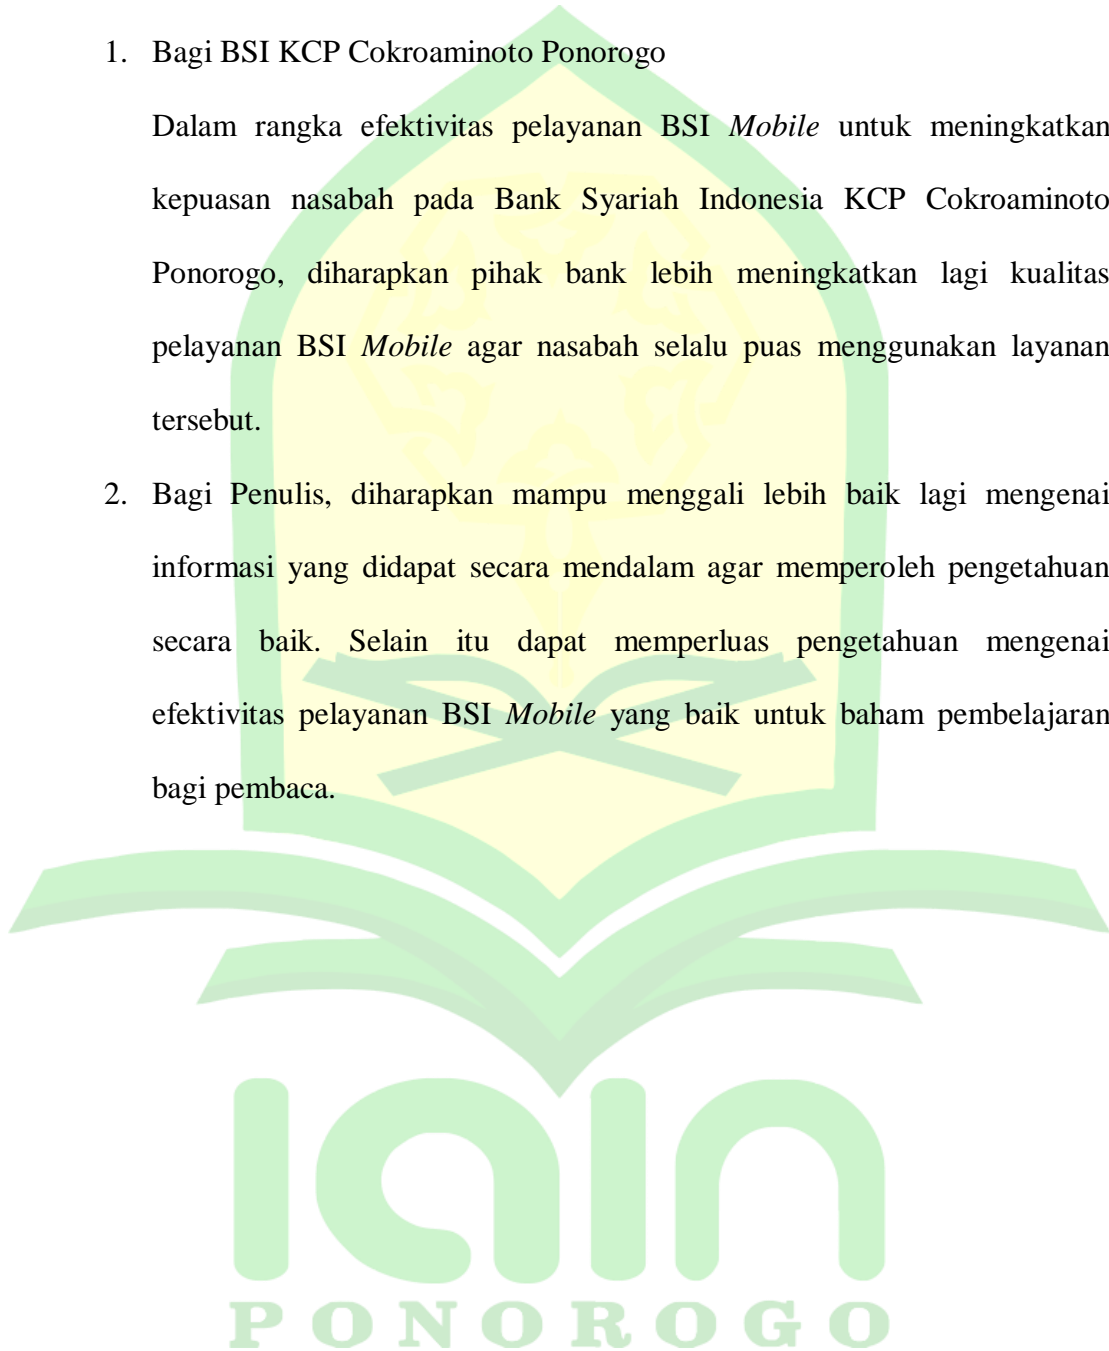 1. Bagi BSI KCP Cokroaminoto Ponorogo
Dalam rangka efektivitas pelayanan BSI Mobile untuk meningkatkan
kepuasan nasabah pada Bank Syariah Indonesia KCP Cokroaminoto
Ponorogo, diharapkan pihak bank lebih meningkatkan lagi kualitas
pelayanan BSI Mobile agar nasabah selalu puas menggunakan layanan
tersebut.
2. Bagi Penulis, diharapkan mampu menggali lebih baik lagi mengenai
informasi yang didapat secara mendalam agar memperoleh pengetahuan
secara baik. Selain itu dapat memperluas pengetahuan mengenai
efektivitas pelayanan BSI Mobile yang baik untuk baham pembelajaran
bagi pembaca.
iain
PONOROGO